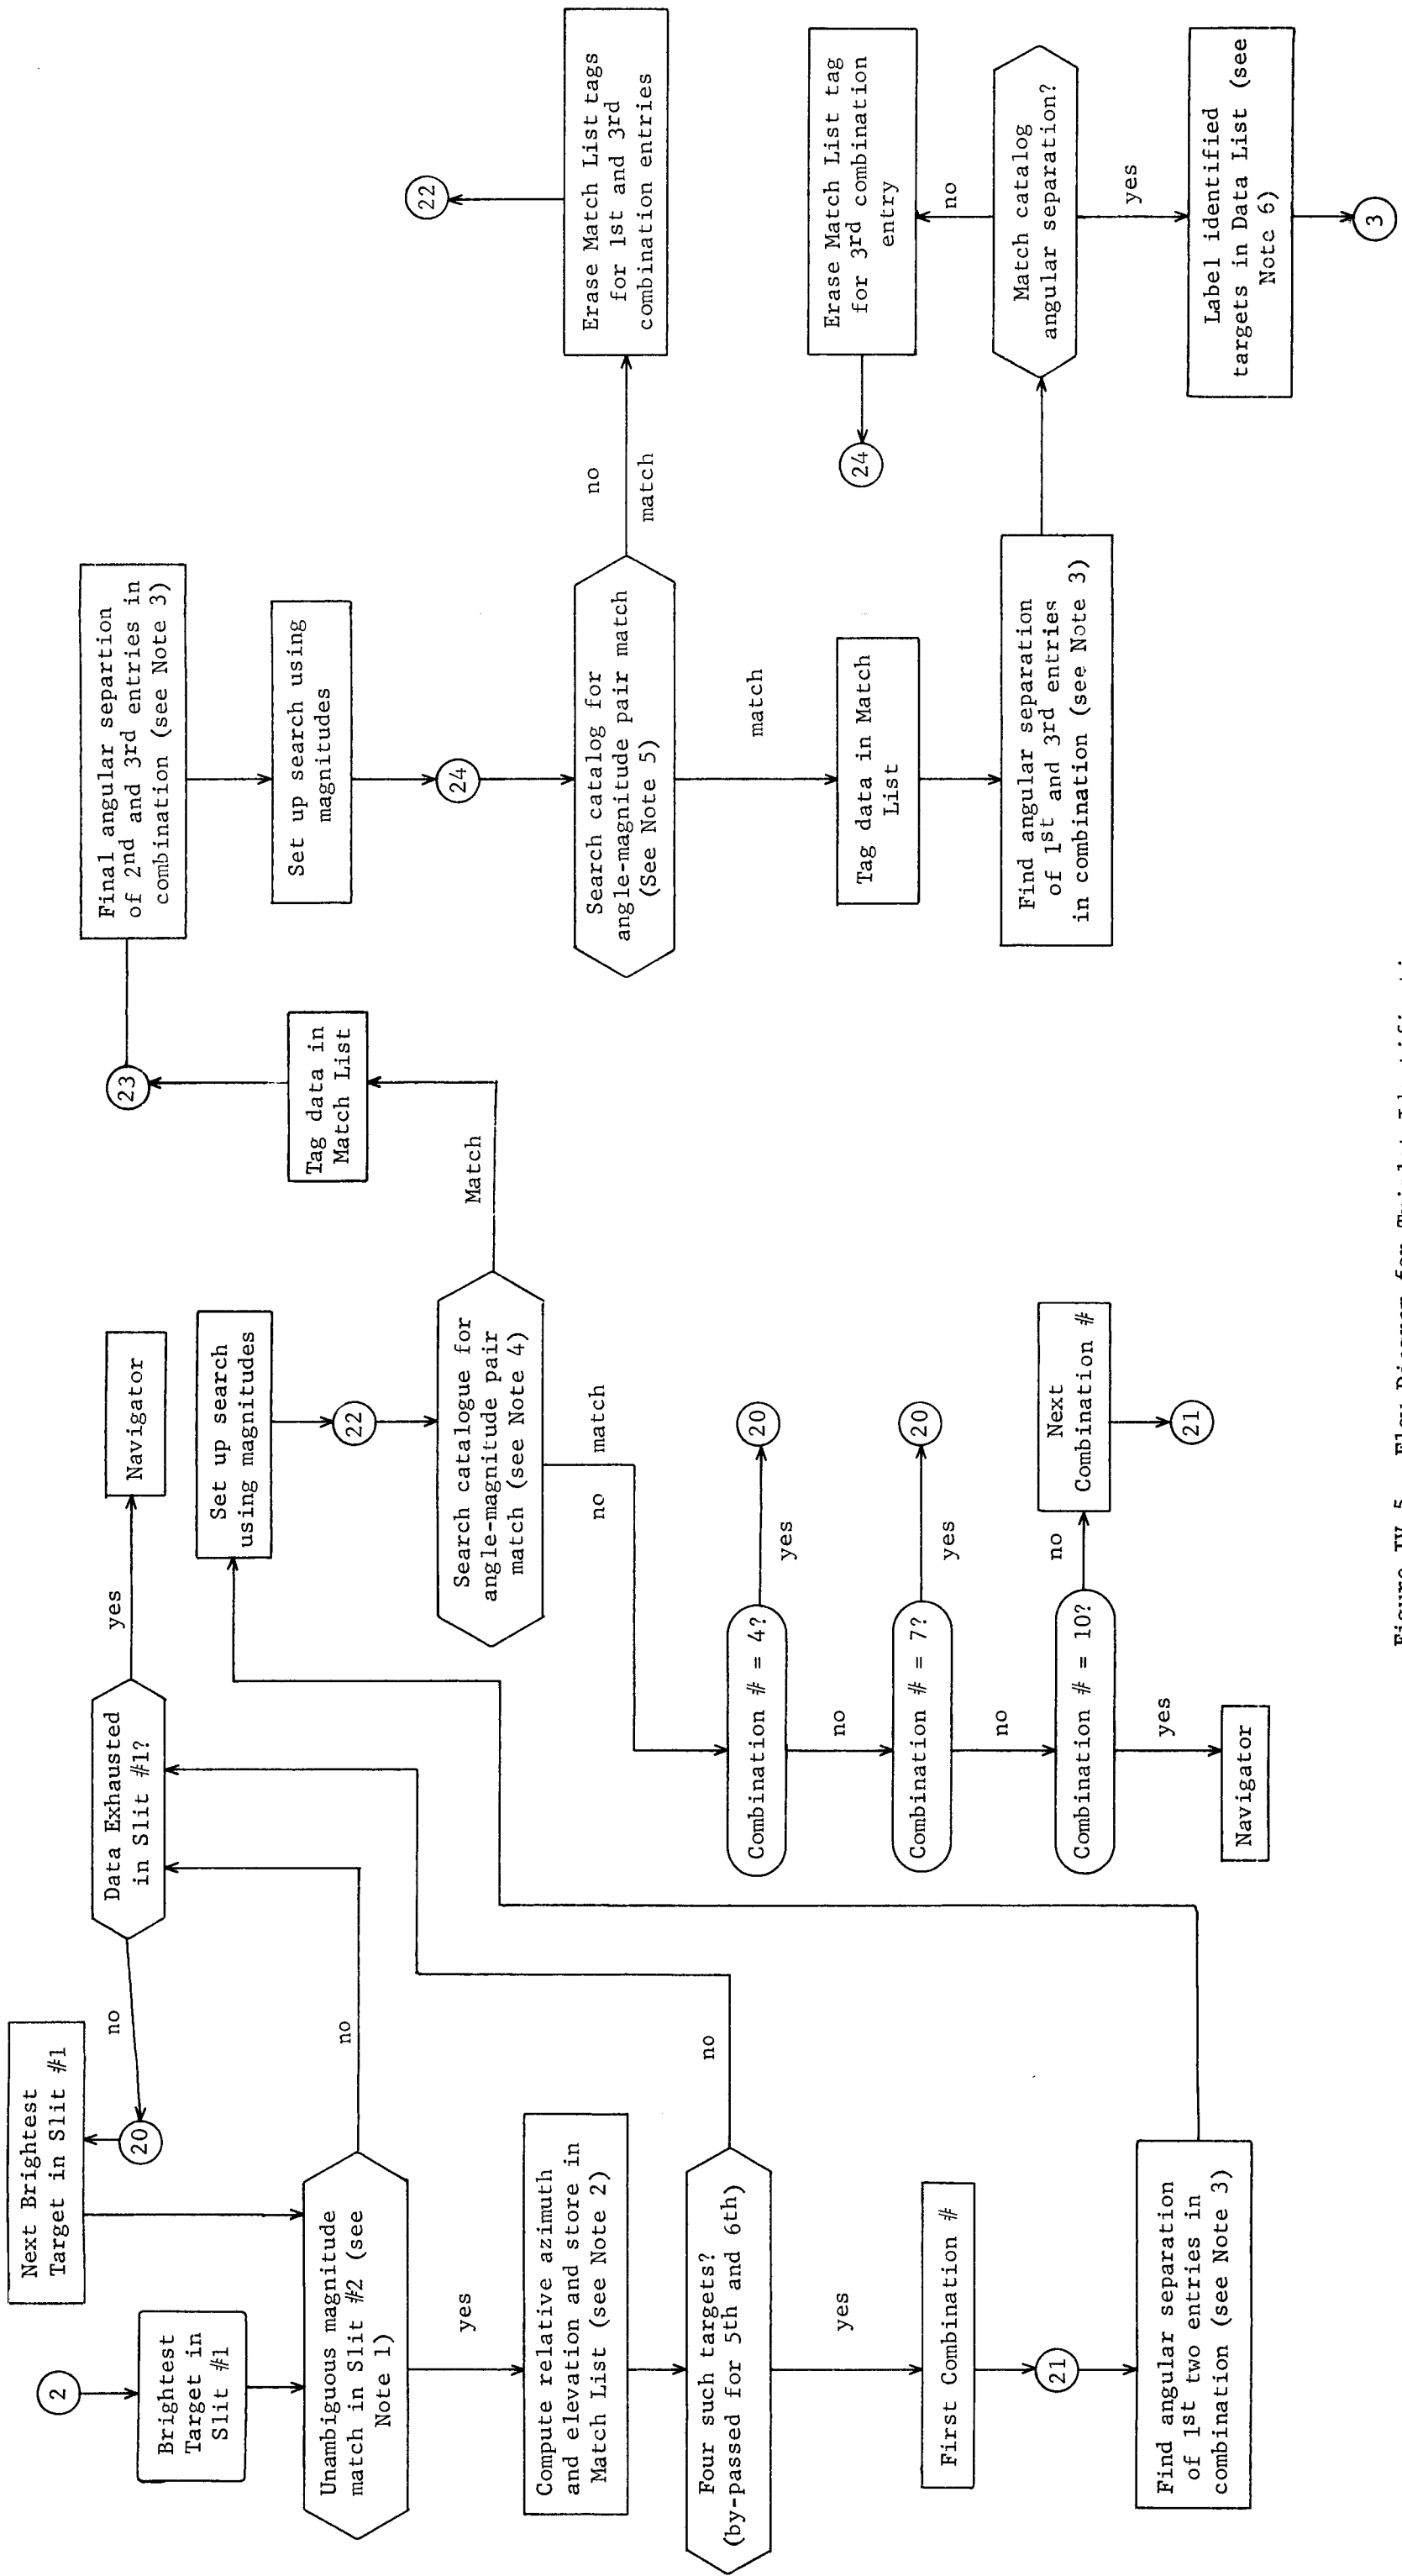 2
Brightest
Target in
Slit #1
Next Brightest
Target in Slit #1
20
no
Data Exhausted
in Slit #1?
yes
Navigator
Unambiguous magnitude
match in Slit #2 (see
Note 1)
no
yes
Compute relative azimuth
and elevation and store in
Match List (see Note 2)
Four such targets?
(by-passed for 5th and 6th)
no
yes
First Combination #
21
Find angular separation
of 1st two entries in
combination (see Note 3)
Set up search
using magnitudes
22
Search catalogue for
angle-magnitude pair
match (see Note 4)
Match
no
match
Combination # = 4?
yes
20
no
Combination # = 7?
yes
20
no
Combination # = 10?
no
Next
Combination #
21
yes
Navigator
Tag data in
Match List
23
Final angular separtion
of 2nd and 3rd entries in
combination (see Note 3)
Set up search using
magnitudes
24
Search catalog for
angle-magnitude pair match
(See Note 5)
no
match
Erase Match List tags
for 1st and 3rd
combination entries
22
match
Tag data in Match
List
Find angular separation
of 1st and 3rd entries
in combination (see Note 3)
Match catalog
angular separation?
no
Erase Match List tag
for 3rd combination
entry
24
yes
Label identified
targets in Data List (see
Note 6)
3